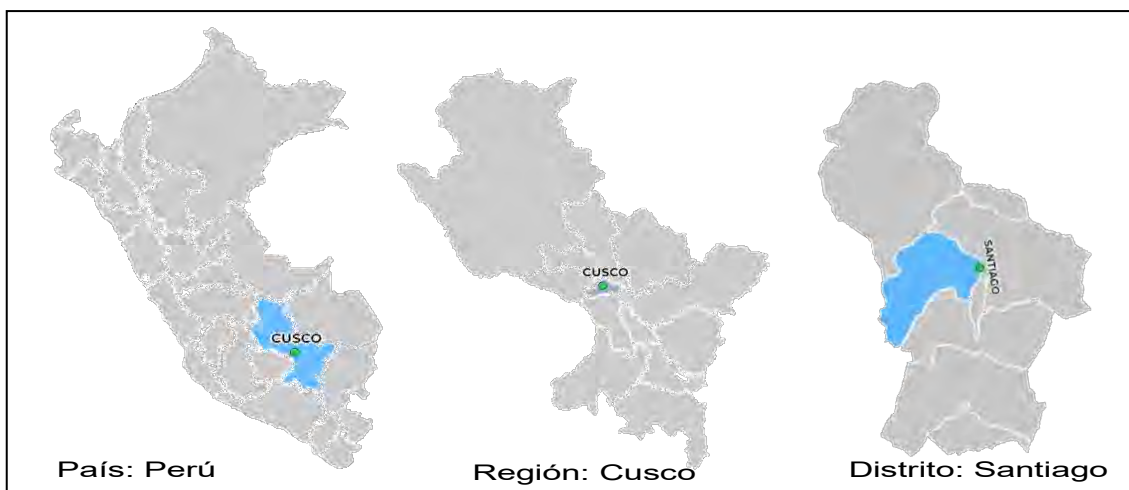 CUSCO
CUSCO
SANTIAGO
País: Perú
Región: Cusco
Distrito: Santiago